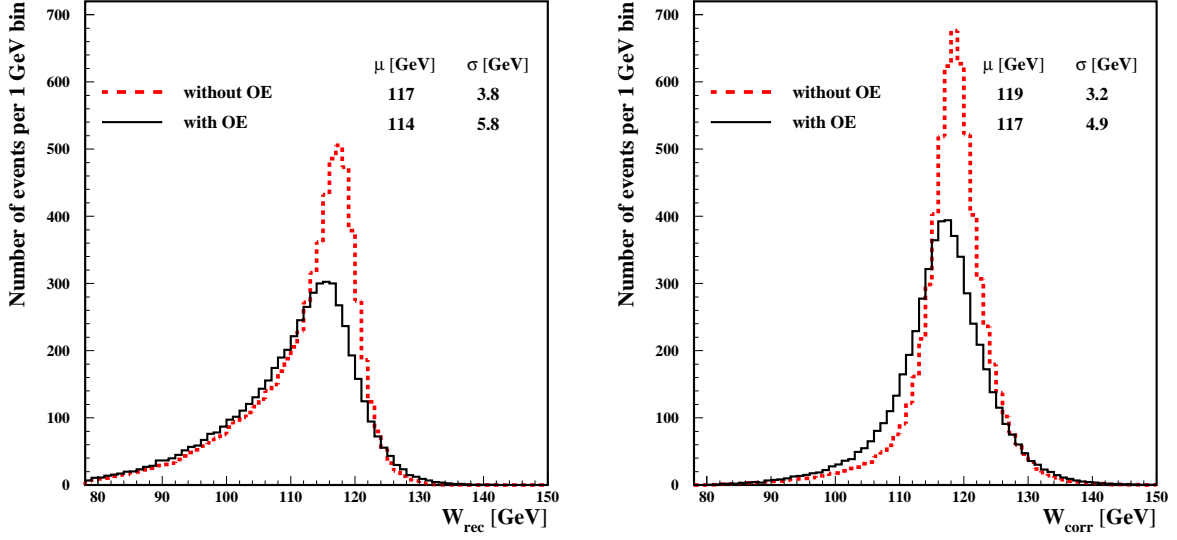 Number of events per 1 GeV bin
700
600
500
400
300
200
100
0
μ [GeV] σ [GeV]
without OE 117 3.8
with OE 114 5.8
80 90 100 110 120 130 140 150
W_rec [GeV]
Number of events per 1 GeV bin
700
600
500
400
300
200
100
0
μ [GeV] σ [GeV]
without OE 119 3.2
with OE 117 4.9
80 90 100 110 120 130 140 150
W_corr [GeV]